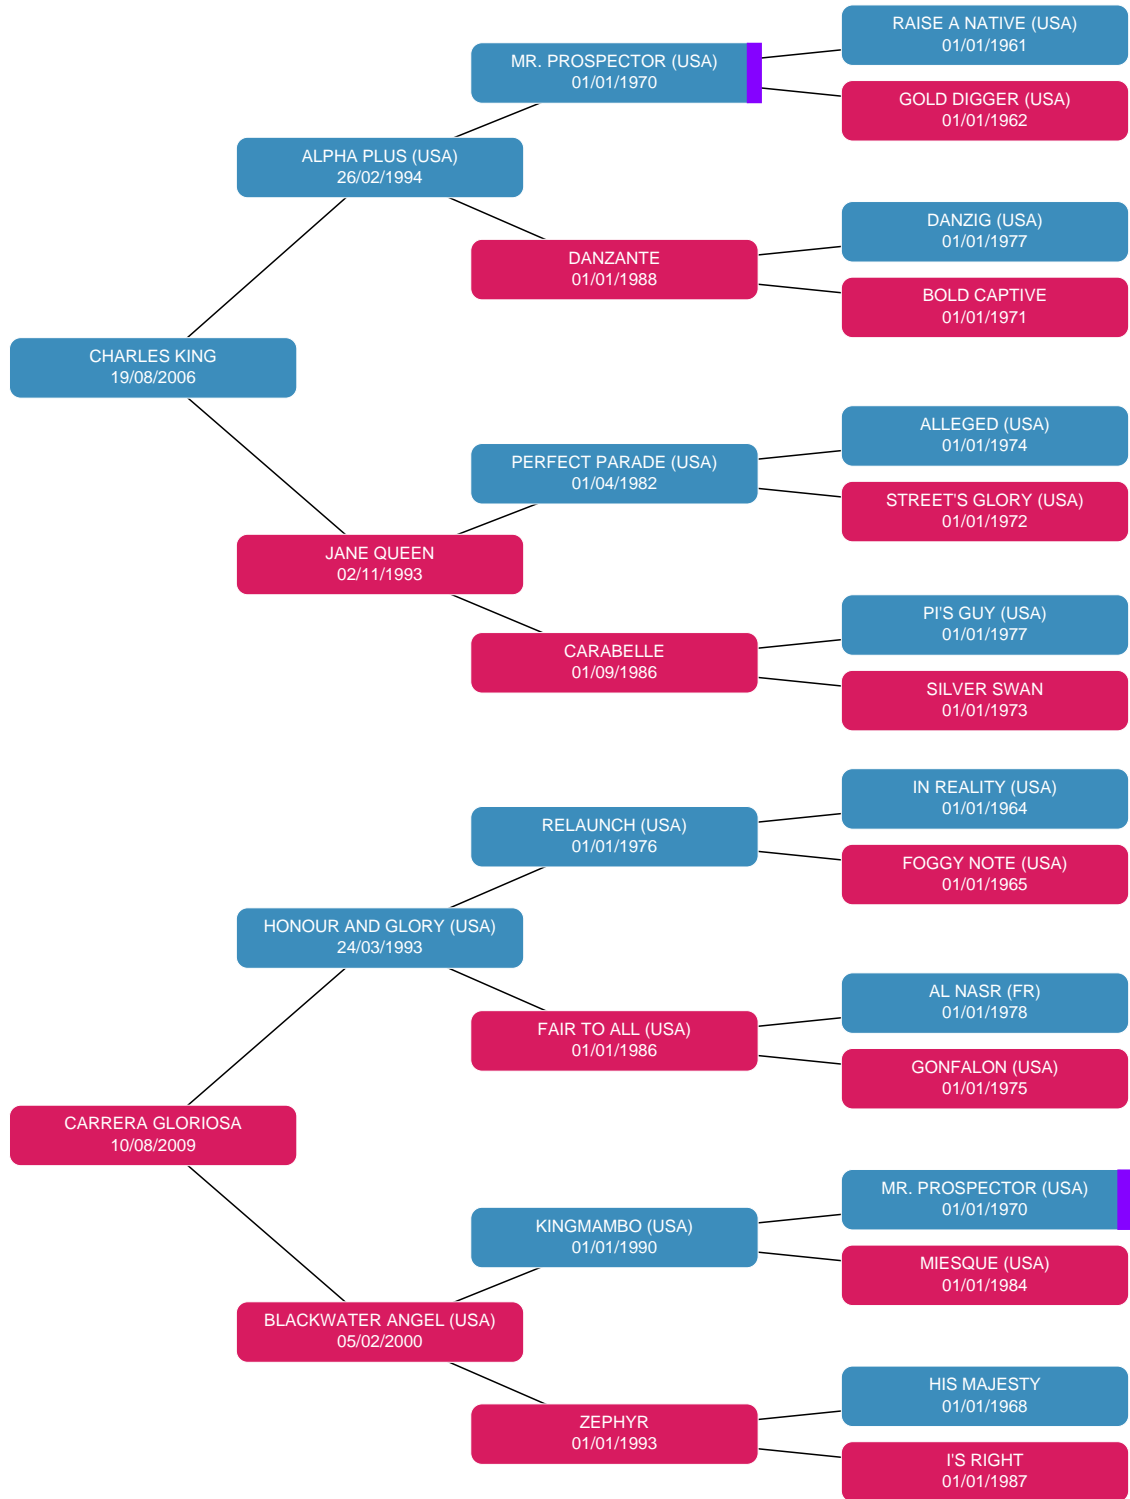 RAISE A NATIVE (USA)
01/01/1961
MR. PROSPECTOR (USA)
01/01/1970
GOLD DIGGER (USA)
01/01/1962
ALPHA PLUS (USA)
26/02/1994
DANZIG (USA)
01/01/1977
DANZANTE
01/01/1988
BOLD CAPTIVE
01/01/1971
CHARLES KING
19/08/2006
ALLEGED (USA)
01/01/1974
PERFECT PARADE (USA)
01/04/1982
STREET'S GLORY (USA)
01/01/1972
JANE QUEEN
02/11/1993
PI'S GUY (USA)
01/01/1977
CARABELLE
01/09/1986
SILVER SWAN
01/01/1973
IN REALITY (USA)
01/01/1964
RELAUNCH (USA)
01/01/1976
FOGGY NOTE (USA)
01/01/1965
HONOUR AND GLORY (USA)
24/03/1993
AL NASR (FR)
01/01/1978
FAIR TO ALL (USA)
01/01/1986
GONFALON (USA)
01/01/1975
CARRERA GLORIOSA
10/08/2009
MR. PROSPECTOR (USA)
01/01/1970
KINGMAMBO (USA)
01/01/1990
MIESQUE (USA)
01/01/1984
BLACKWATER ANGEL (USA)
05/02/2000
HIS MAJESTY
01/01/1968
ZEPHYR
01/01/1993
I'S RIGHT
01/01/1987